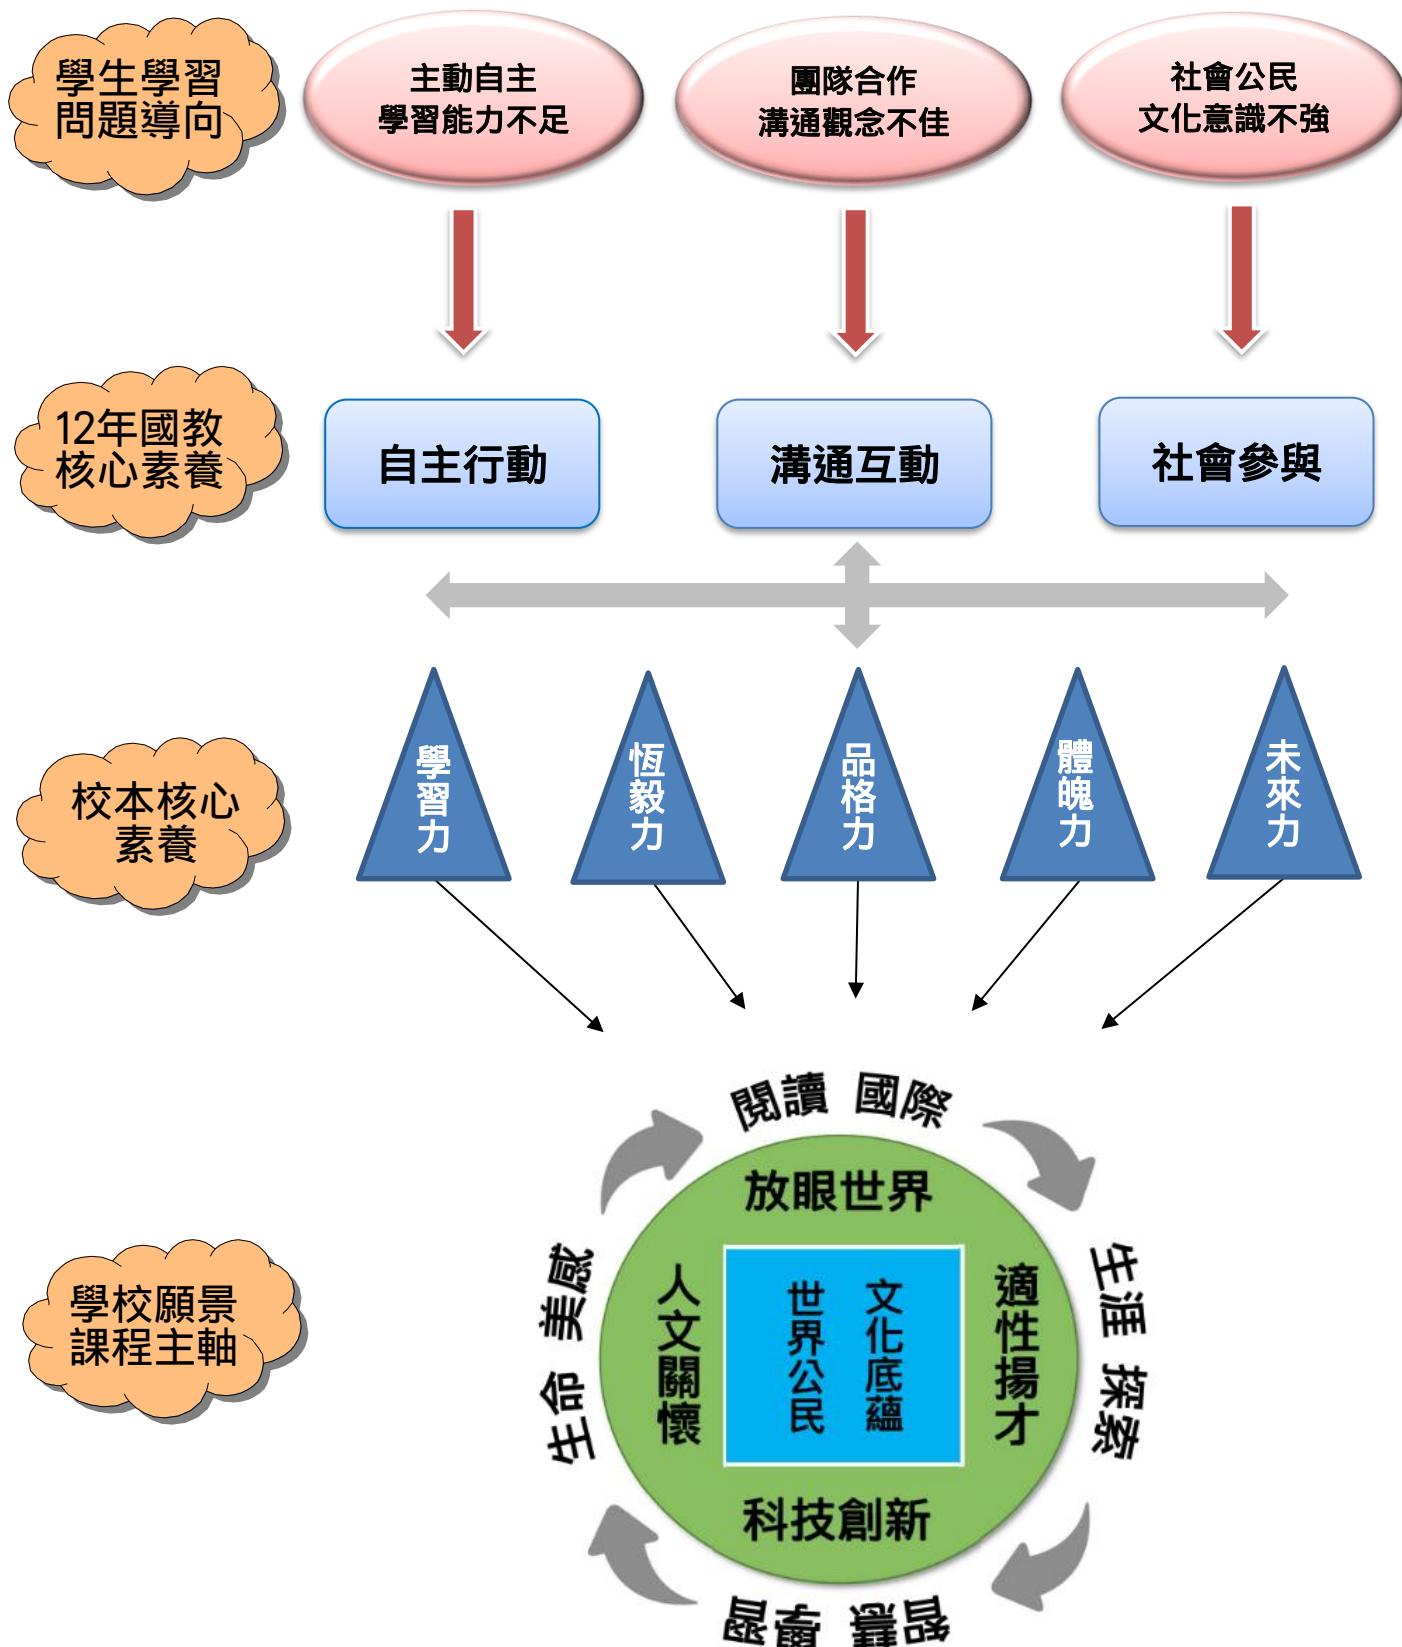 學生學習
問題導向
主動自主
學習能力不足
團隊合作
溝通觀念不佳
社會公民
文化意識不強
12年國教
核心素養
自主行動
溝通互動
社會參與
校本核心
素養
學習力
恆毅力
品格力
體魄力
未來力
學校願景
課程主軸
閱讀 國際
生涯 探索
智慧 學習
生命 美感
放眼世界
適性揚才
科技創新
人文關懷
文化底蘊
世界公民